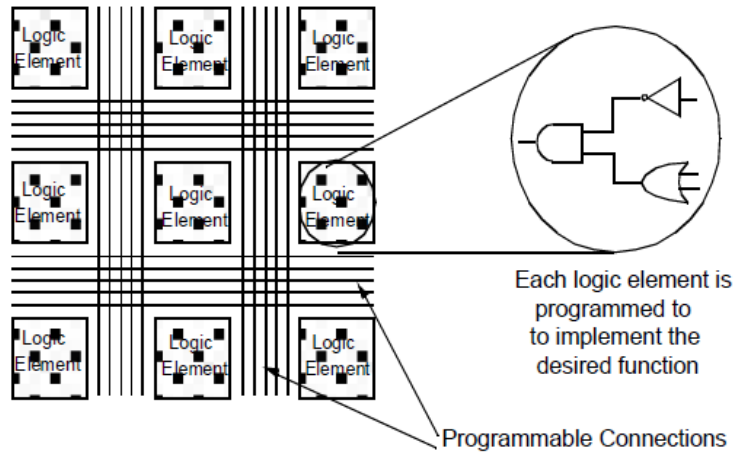 Logic
Element
Logic
Element
Logic
Element
Logic
Element
Logic
Element
Logic
Element
Logic
Element
Logic
Element
Logic
Element
Each logic element is
programmed to
to implement the
desired function
Programmable Connections